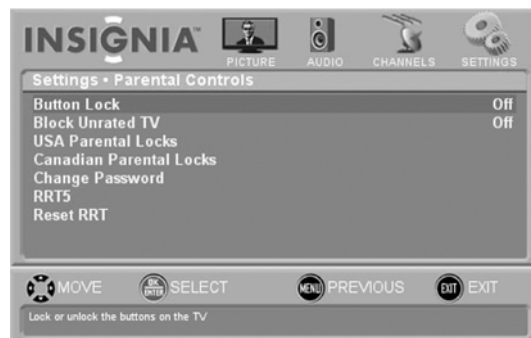 INSIGNIA™
PICTURE AUDIO CHANNELS SETTINGS
Settings • Parental Controls
Button Lock Off
Block Unrated TV Off
USA Parental Locks
Canadian Parental Locks
Change Password
RRT5
Reset RRT
MOVE OK ENTER SELECT MENU PREVIOUS EXIT EXIT
Lock or unlock the buttons on the TV